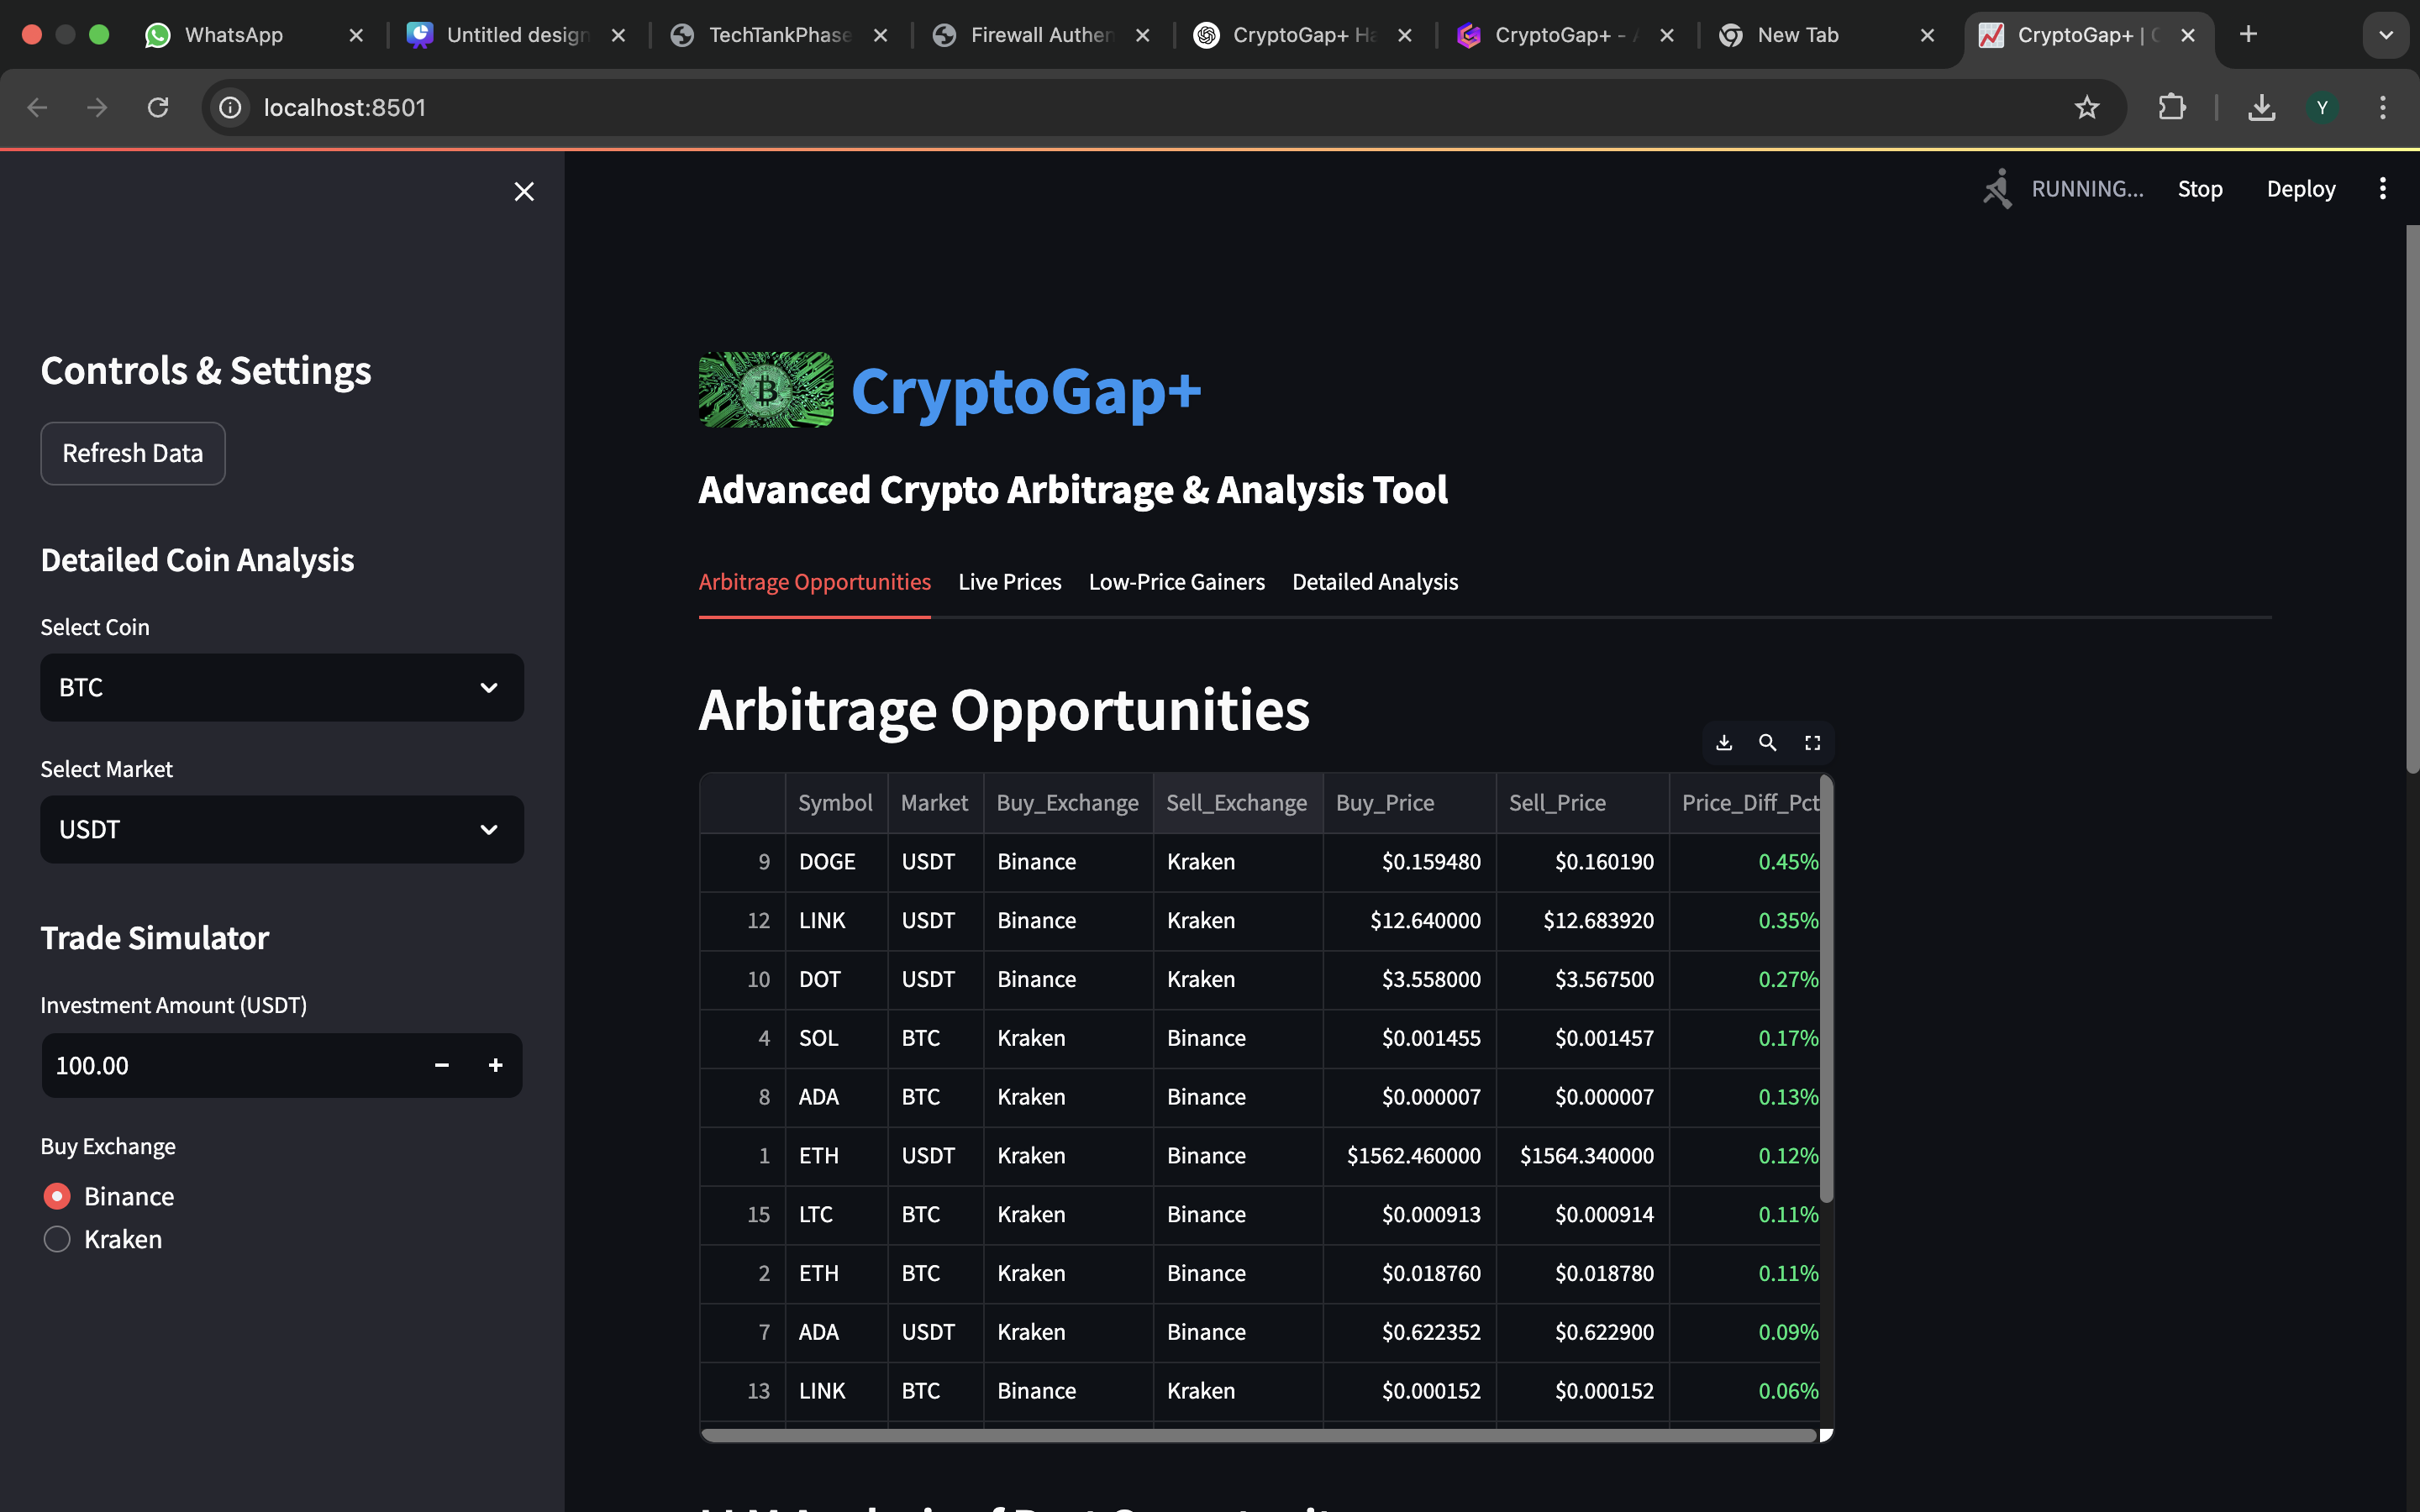 WhatsApp
Untitled design
TechTankPhase
Firewall Authen
CryptoGap+ Ha
CryptoGap+ - A
New Tab
CryptoGap+ |
localhost:8501
Y
RUNNING...
Stop
Deploy
Controls & Settings
Refresh Data
Detailed Coin Analysis
Select Coin
BTC
Select Market
USDT
Trade Simulator
Investment Amount (USDT)
100.00
Buy Exchange
Binance
Kraken
CryptoGap+
Advanced Crypto Arbitrage & Analysis Tool
Arbitrage Opportunities Live Prices Low-Price Gainers Detailed Analysis
Arbitrage Opportunities
Symbol Market Buy_Exchange Sell_Exchange Buy_Price Sell_Price Price_Diff_Pct
9 DOGE USDT Binance Kraken $0.159480 $0.160190 0.45%
12 LINK USDT Binance Kraken $12.640000 $12.683920 0.35%
10 DOT USDT Binance Kraken $3.558000 $3.567500 0.27%
4 SOL BTC Kraken Binance $0.001455 $0.001457 0.17%
8 ADA BTC Kraken Binance $0.000007 $0.000007 0.13%
1 ETH USDT Kraken Binance $1562.460000 $1564.340000 0.12%
15 LTC BTC Kraken Binance $0.000913 $0.000914 0.11%
2 ETH BTC Kraken Binance $0.018760 $0.018780 0.11%
7 ADA USDT Kraken Binance $0.622352 $0.622900 0.09%
13 LINK BTC Binance Kraken $0.000152 $0.000152 0.06%